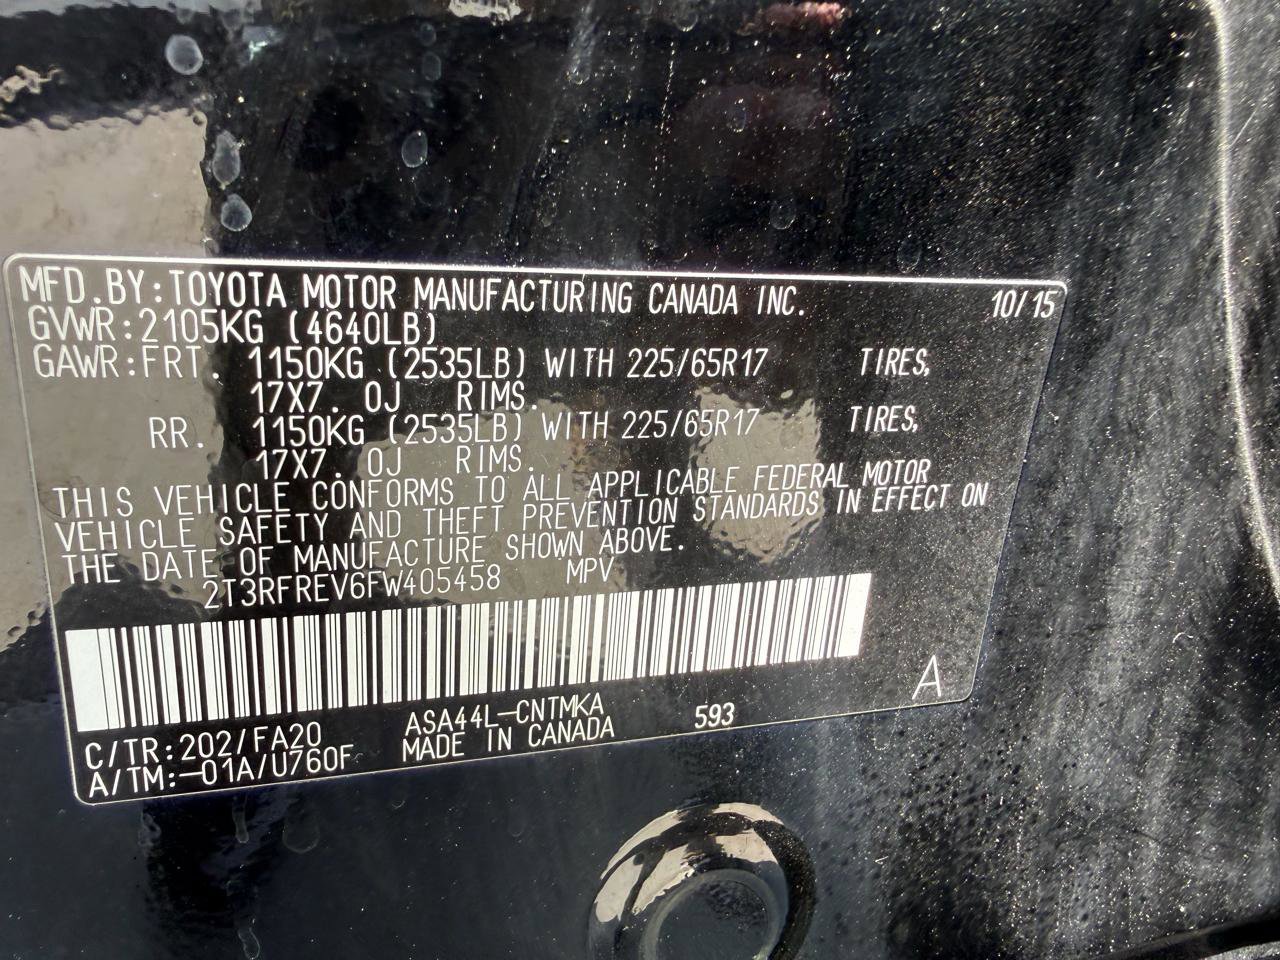 MFD.BY:TOYOTA MOTOR MANUFACTURING CANADA INC. 10/15
GVWR:2105KG (4640LB)
GAWR:FRT. 1150KG (2535LB) WITH 225/65R17 TIRES,
17X7.0J RIMS.
RR. 1150KG (2535LB) WITH 225/65R17 TIRES,
17X7.0J RIMS.
THIS VEHICLE CONFORMS TO ALL APPLICABLE FEDERAL MOTOR
VEHICLE SAFETY AND THEFT PREVENTION STANDARDS IN EFFECT ON
THE DATE OF MANUFACTURE SHOWN ABOVE.
2T3RFREV6FW405458 MPV
A
C/TR:202/FA20 ASA44L-CNTMKA 593
A/TM:-01A/U760F MADE IN CANADA